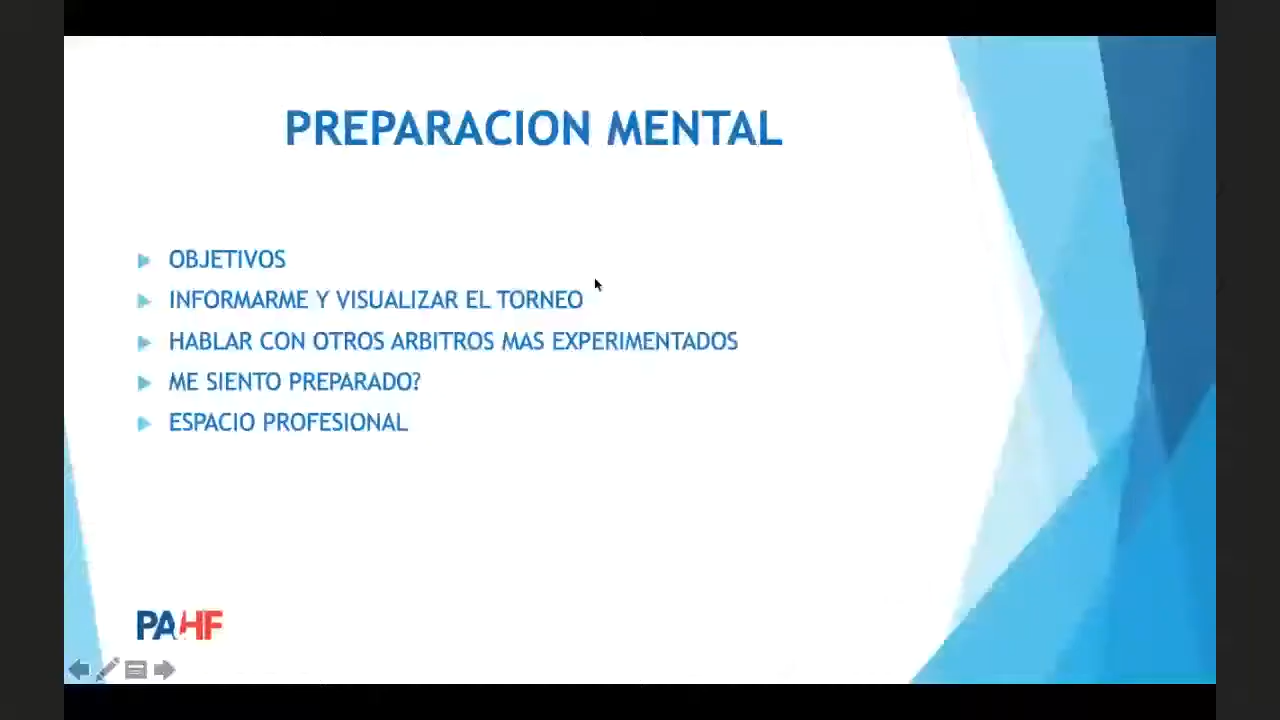 PREPARACION MENTAL
OBJETIVOS
INFORMARME Y VISUALIZAR EL TORNEO
HABLAR CON OTROS ARBITROS MAS EXPERIMENTADOS
ME SIENTO PREPARADO?
ESPACIO PROFESIONAL
PAHF